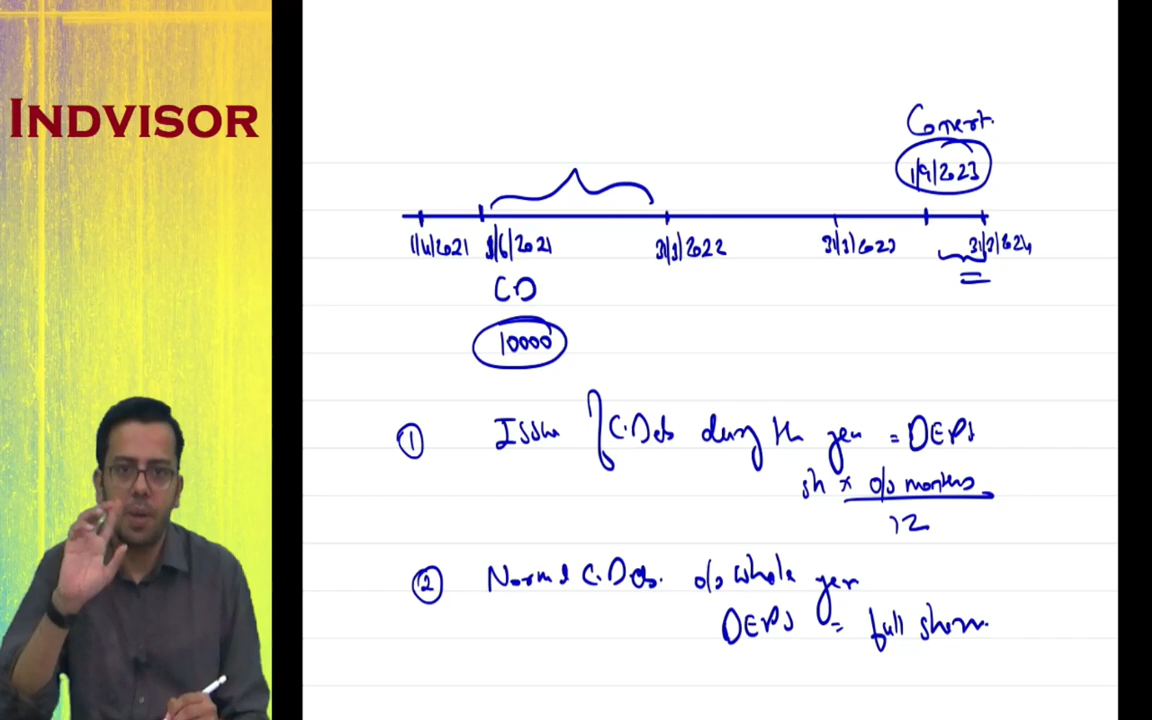 INDVISOR
Convert.
1/9/2023
1/4/2021 1/6/2021 31/3/2022 31/3/2023 31/3/2024
CD
10000
① Issue of C.Debs during the year = DEPS
sh x o/s months
12
② Normal C.Debs. o/s whole year
DEPS = full shares.